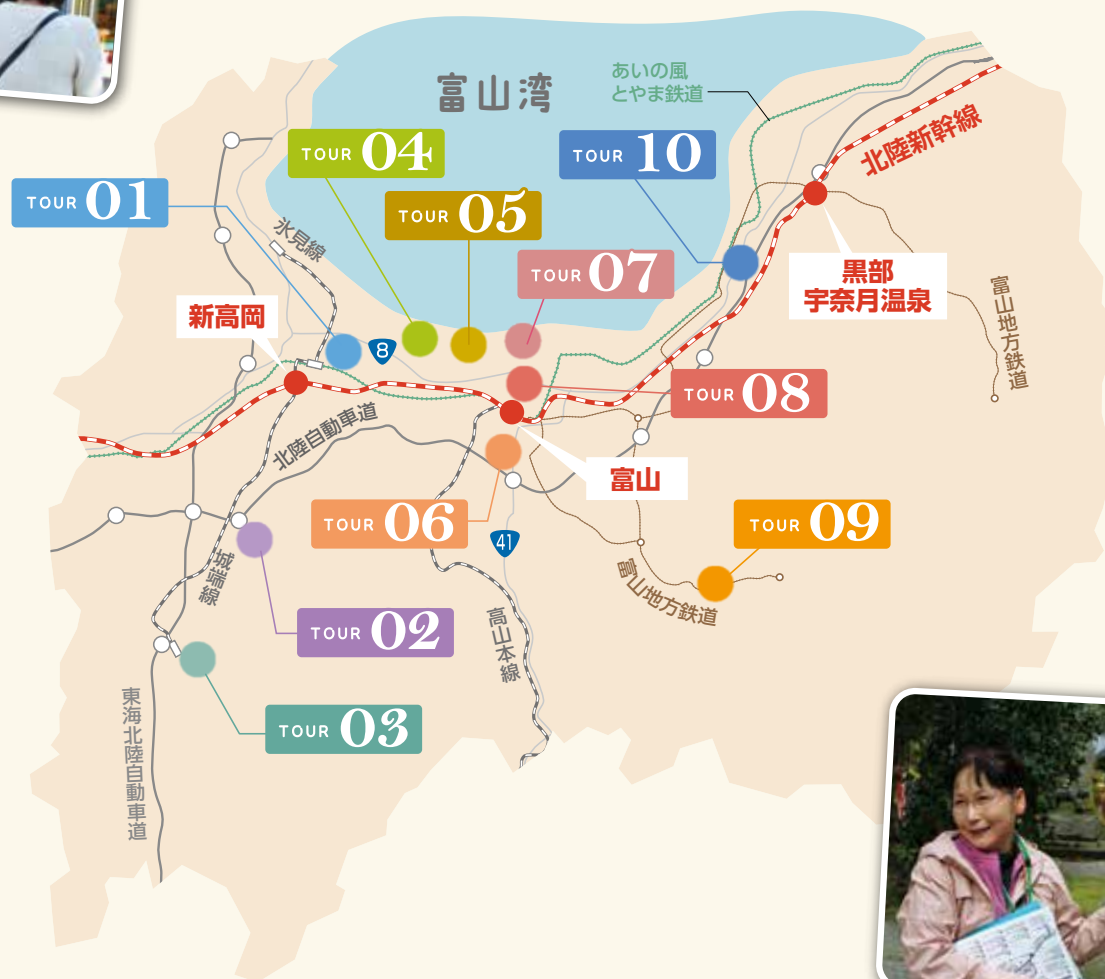 富山湾
あいの風
とやま鉄道
北陸新幹線
TOUR 04
TOUR 10
TOUR 01
TOUR 05
氷見線
TOUR 07
黒部
宇奈月温泉
富山地方鉄道
新高岡
8
TOUR 08
北陸自動車道
富山
TOUR 06
41
TOUR 09
城端線
富山地方鉄道
TOUR 02
高山本線
東海北陸自動車道
TOUR 03